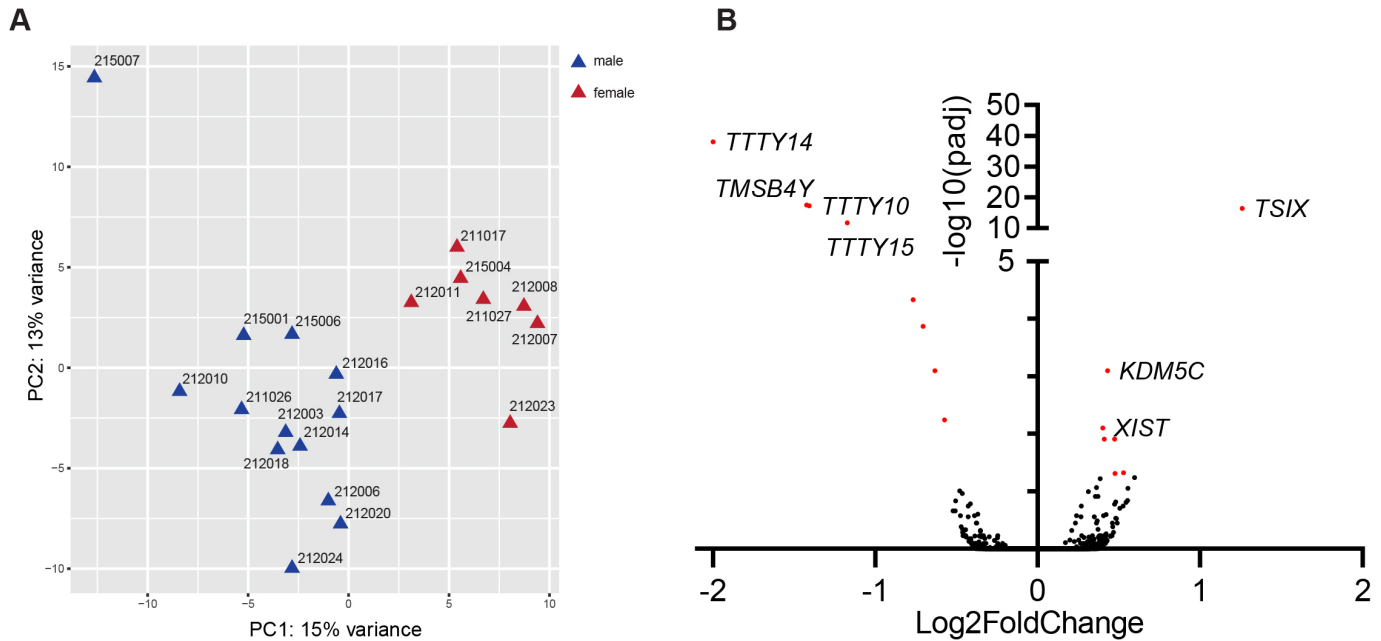 A
215007
male
female
211017
215004
212008
212011
211027
212007
215001
215006
212016
212010
212017
211026
212003
212014
212018
212023
212006
212020
212024
15
10
5
0
−5
−10
−10
−5
0
5
10
PC2: 13% variance
PC1: 15% variance
B
-log10(padj)
50
40
30
20
10
5
TTTY14
TMSB4Y
TTTY10
TTTY15
TSIX
KDM5C
XIST
-2
-1
0
1
2
Log2FoldChange